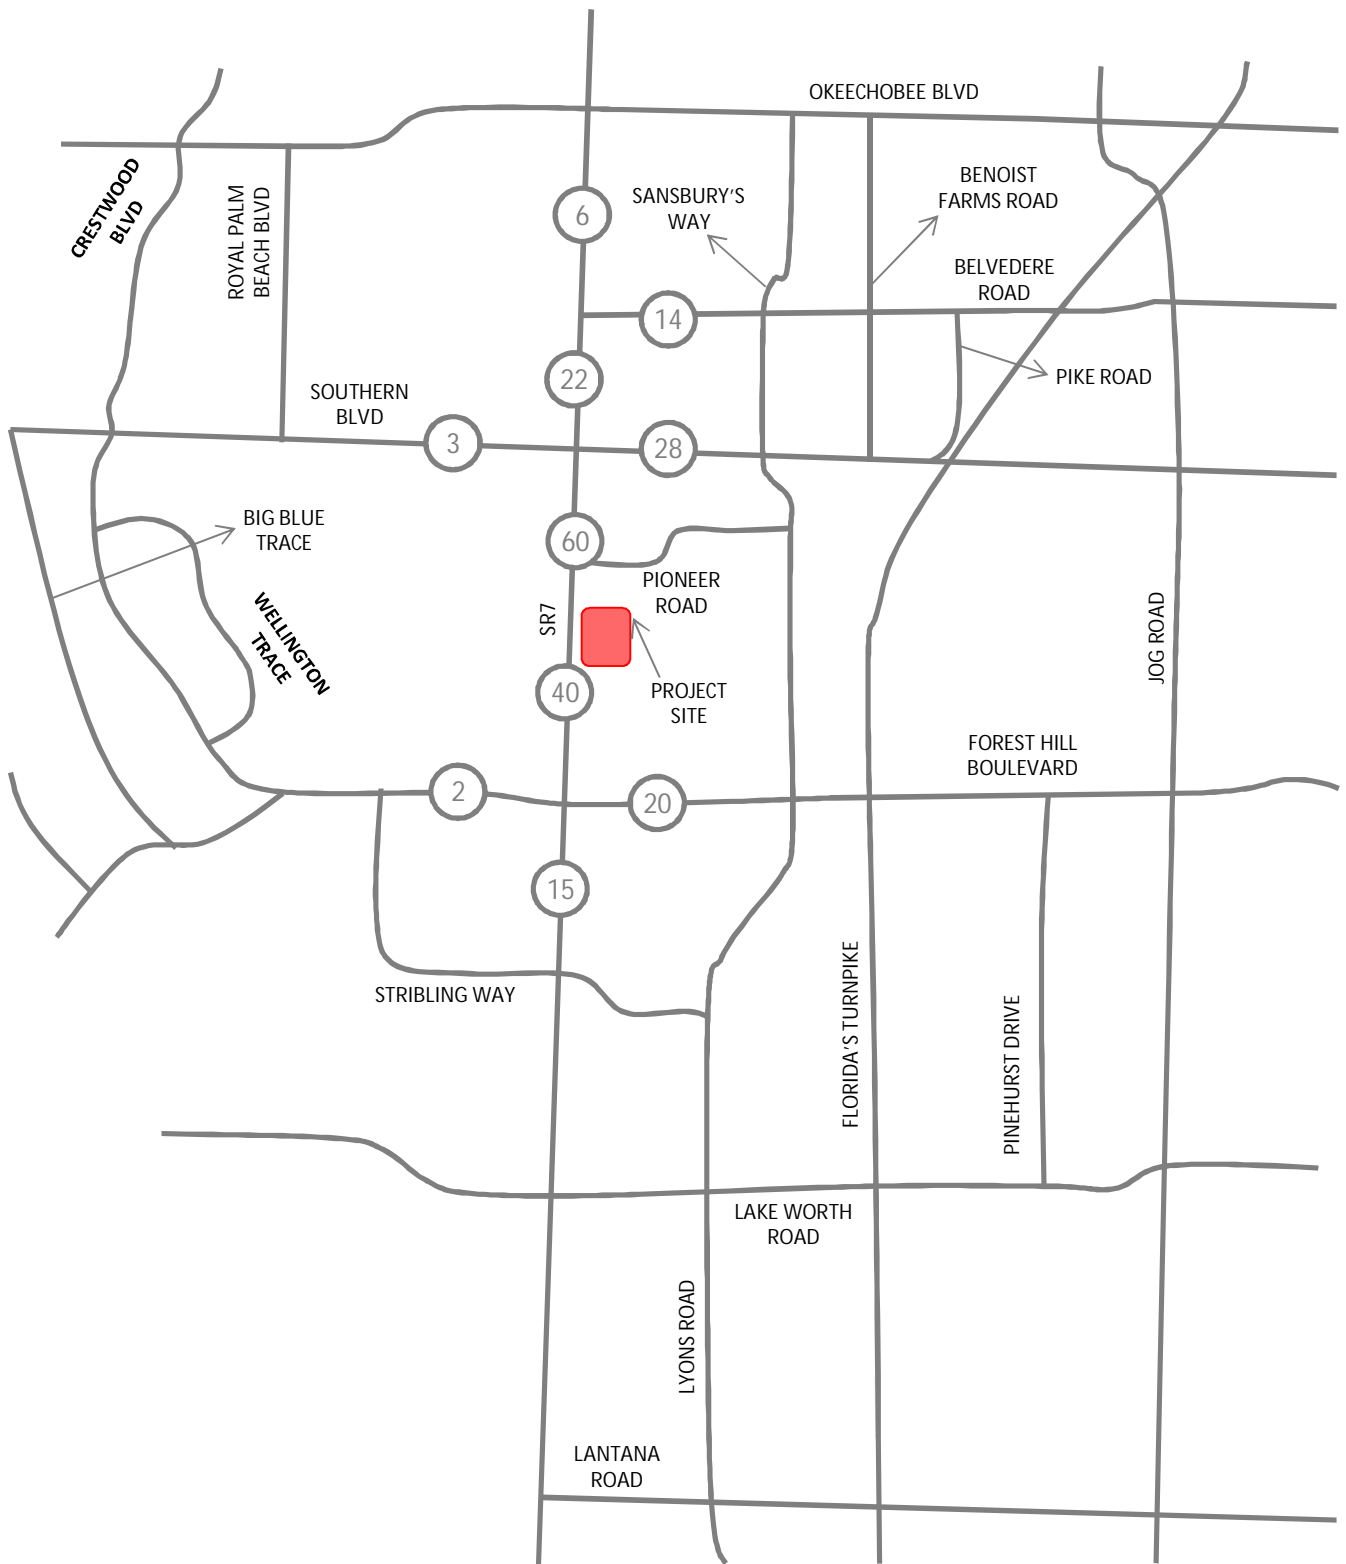 OKEECHOBEE BLVD
CRESTWOOD
BLVD
ROYAL PALM
BEACH BLVD
6
SANSBURY'S
WAY
BENOIST
FARMS ROAD
BELVEDERE
ROAD
14
22
PIKE ROAD
SOUTHERN
BLVD
3
28
BIG BLUE
TRACE
60
PIONEER
ROAD
WELLINGTON
TRACE
SR7
JOG ROAD
40
PROJECT
SITE
FOREST HILL
BOULEVARD
2
20
15
STRIBLING WAY
FLORIDA'S TURNPIKE
PINEHURST DRIVE
LAKE WORTH
ROAD
LYONS ROAD
LANTANA
ROAD